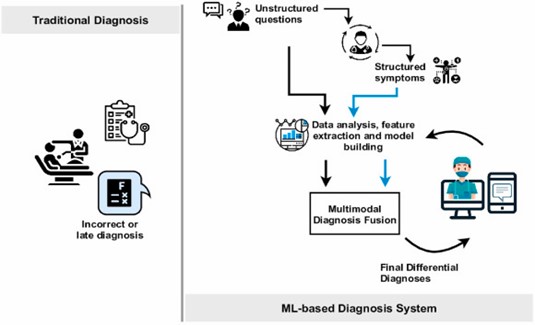 Traditional Diagnosis
Incorrect or
late diagnosis
Unstructured
questions
Structured
symptoms
Data analysis, feature
extraction and model
building
Multimodal
Diagnosis Fusion
Final Differential
Diagnoses
ML-based Diagnosis System